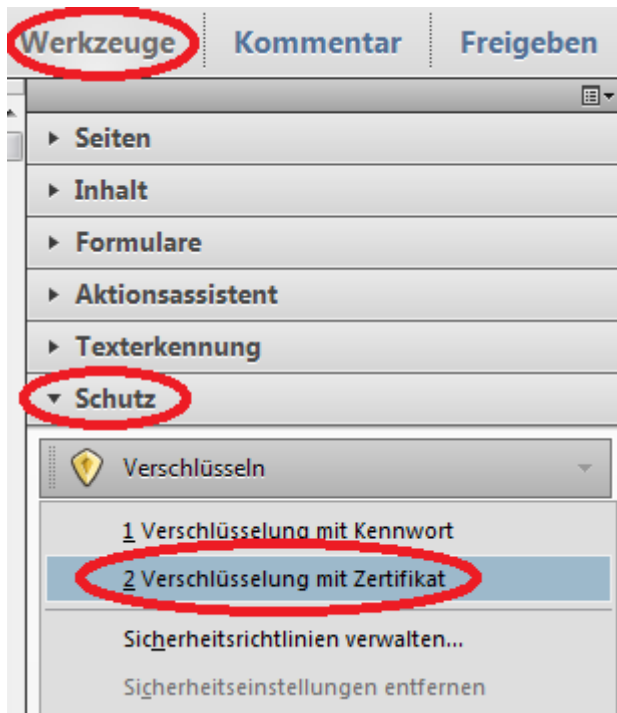 Werkzeuge Kommentar Freigeben
Seiten
Inhalt
Formulare
Aktionsassistent
Texterkennung
Schutz
Verschlüsseln
1 Verschlüsselung mit Kennwort
2 Verschlüsselung mit Zertifikat
Sicherheitsrichtlinien verwalten...
Sicherheitseinstellungen entfernen